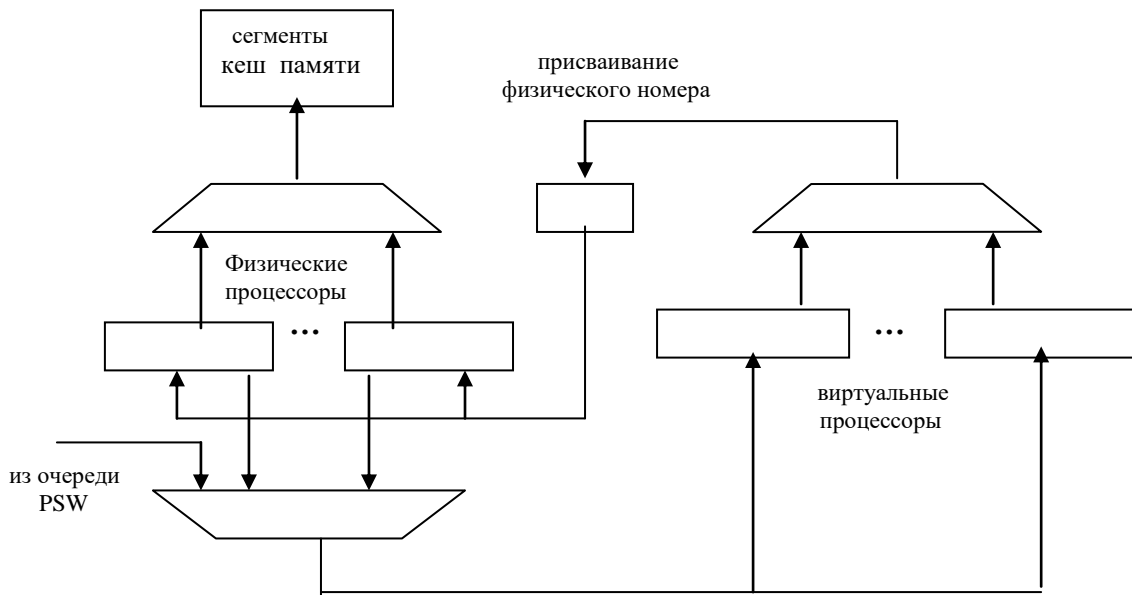 сегменты
кеш памяти
присваивание
физического номера
Физические
процессоры
...
...
виртуальные
процессоры
из очереди
PSW